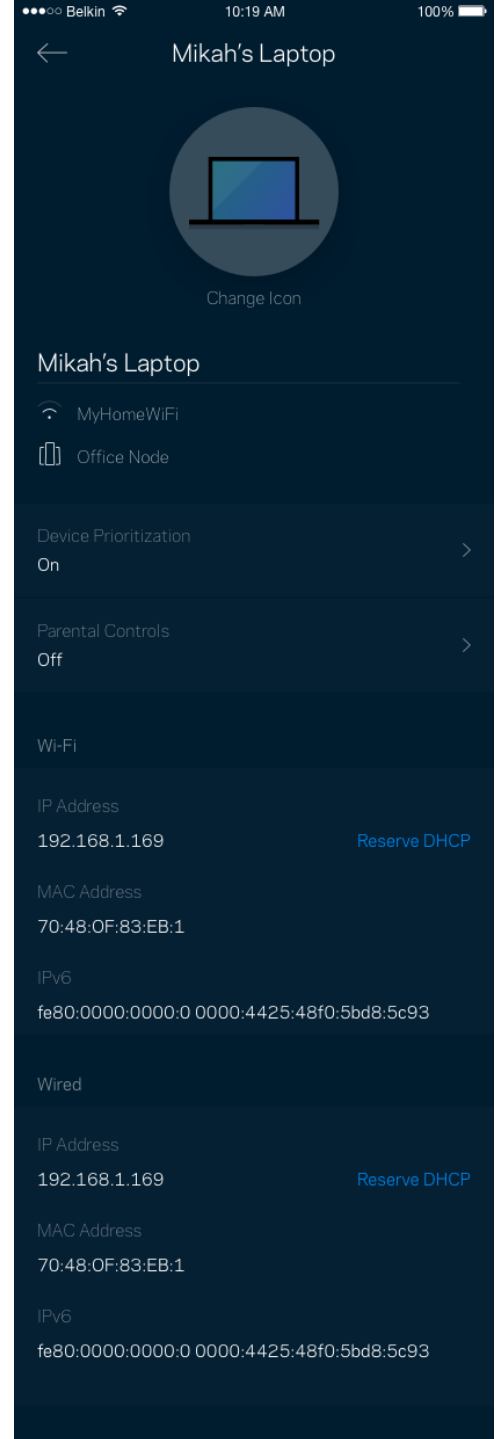 Belkin 10:19 AM 100%
Mikah's Laptop
Change Icon
Mikah's Laptop
MyHomeWiFi
Office Node
Device Prioritization
On
Parental Controls
Off
Wi-Fi
IP Address
192.168.1.169 Reserve DHCP
MAC Address
70:48:0F:83:EB:1
IPv6
fe80:0000:0000:0 0000:4425:48f0:5bd8:5c93
Wired
IP Address
192.168.1.169 Reserve DHCP
MAC Address
70:48:0F:83:EB:1
IPv6
fe80:0000:0000:0 0000:4425:48f0:5bd8:5c93